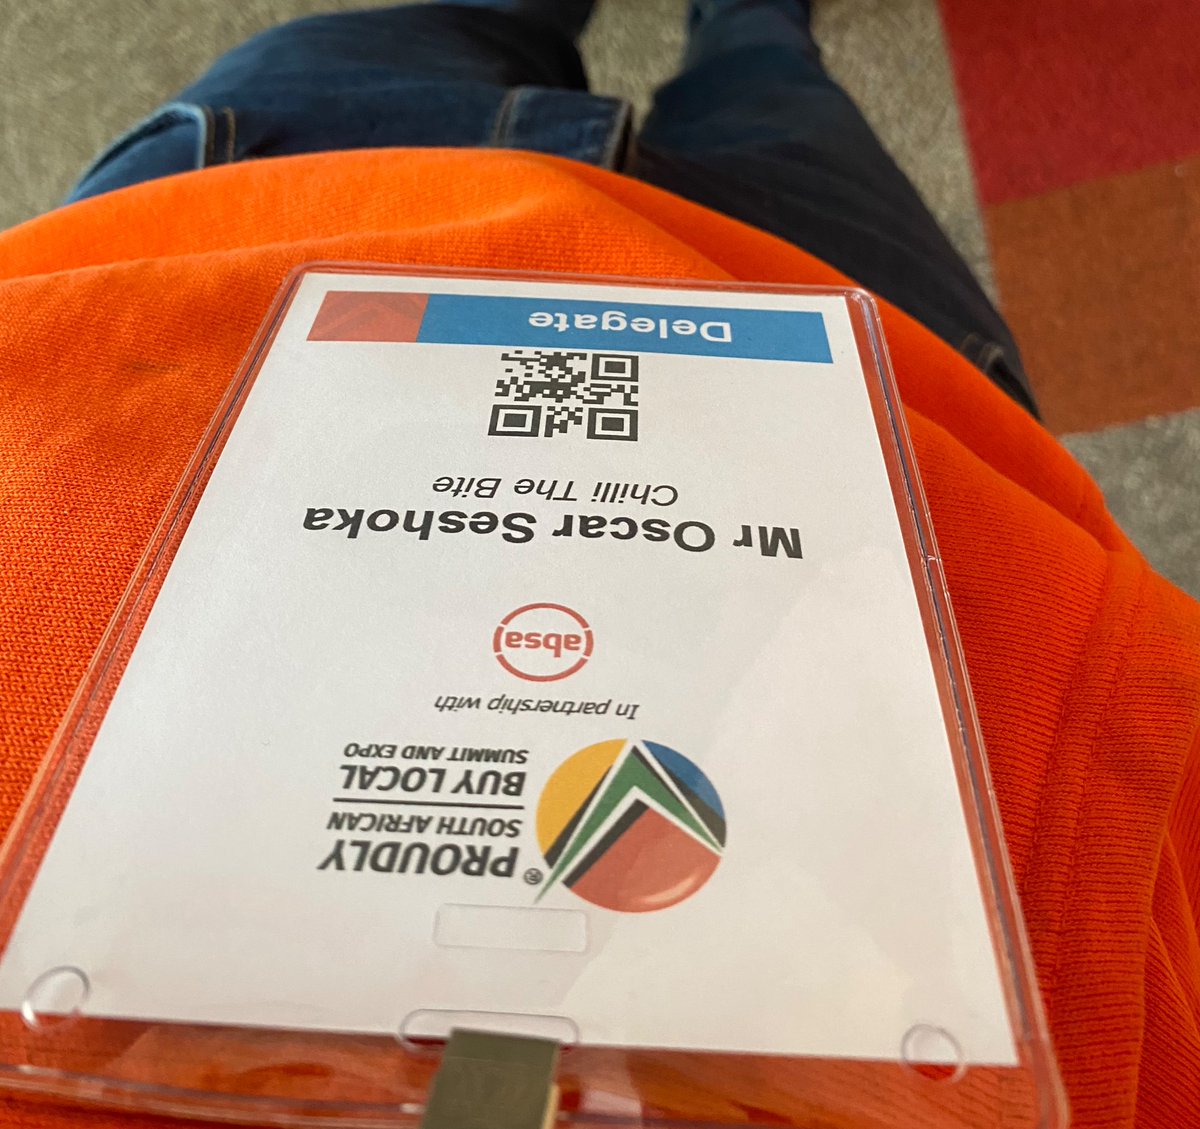 PROUDLY®
SOUTH AFRICAN
BUY LOCAL
SUMMIT AND EXPO
In partnership with
(absa)
Mr Oscar Seshoka
Chilli The Bite
Delegate